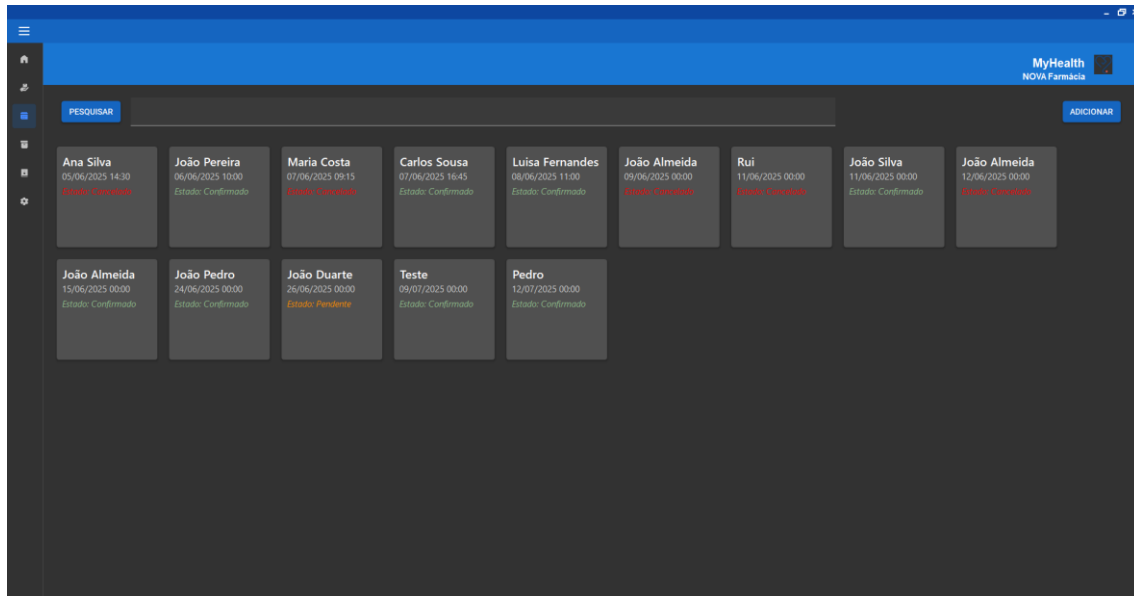 MyHealth
NOVA Farmácia
PESQUISAR
ADICIONAR
Ana Silva
05/06/2025 14:30
João Pereira
06/06/2025 10:00
Estado: Confirmado
Maria Costa
07/06/2025 09:15
Carlos Sousa
07/06/2025 16:45
Estado: Confirmado
Luisa Fernandes
08/06/2025 11:00
Estado: Confirmado
João Almeida
09/06/2025 00:00
Rui
11/06/2025 00:00
João Silva
11/06/2025 00:00
Estado: Confirmado
João Almeida
12/06/2025 00:00
João Almeida
15/06/2025 00:00
Estado: Confirmado
João Pedro
24/06/2025 00:00
Estado: Confirmado
João Duarte
26/06/2025 00:00
Estado: Pendente
Teste
09/07/2025 00:00
Estado: Confirmado
Pedro
12/07/2025 00:00
Estado: Confirmado